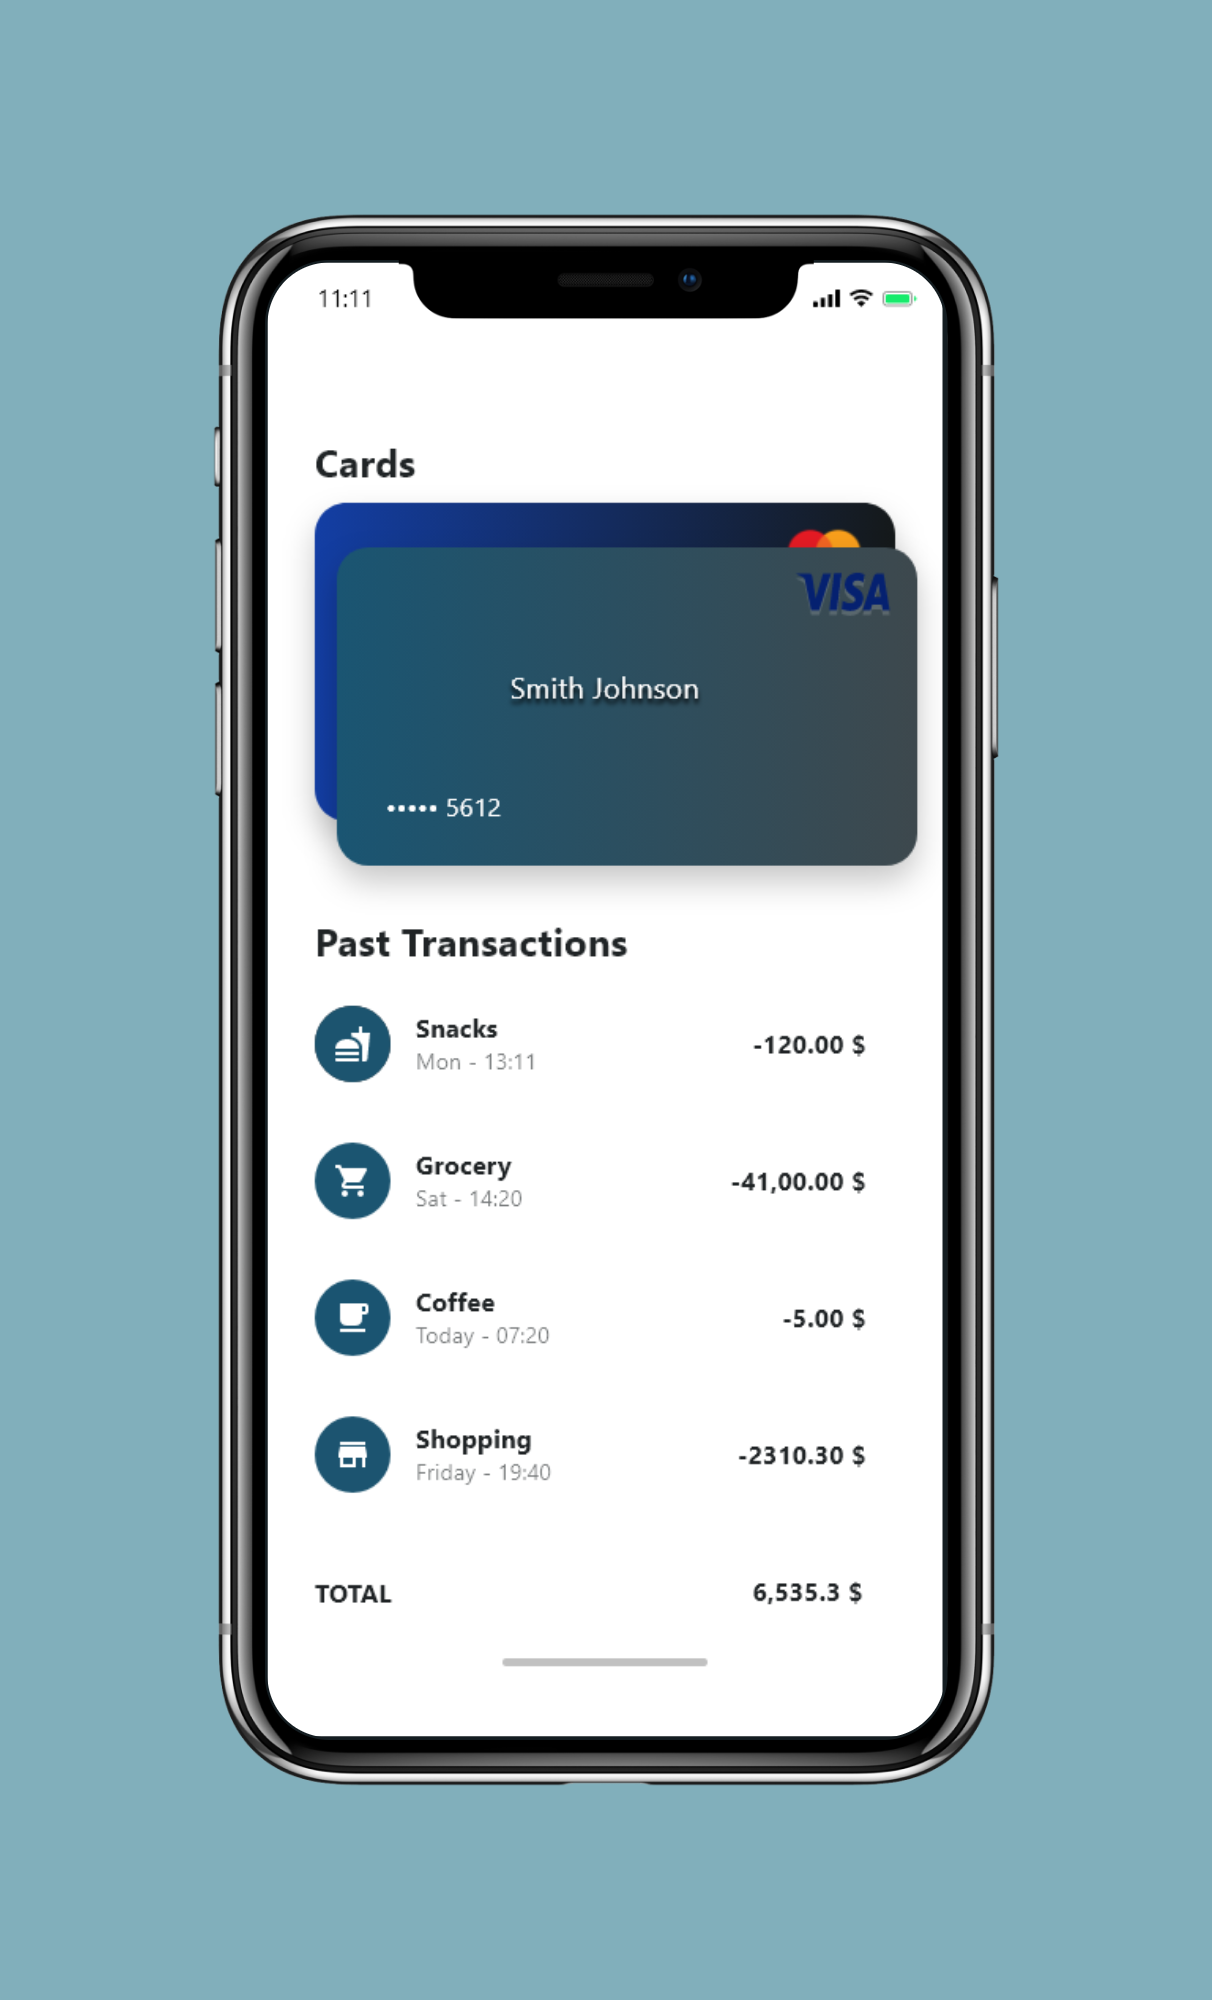 11:11
Cards
VISA
Smith Johnson
••••• 5612
Past Transactions
Snacks
Mon - 13:11
-120.00 $
Grocery
Sat - 14:20
-41,00.00 $
Coffee
Today - 07:20
-5.00 $
Shopping
Friday - 19:40
-2310.30 $
TOTAL
6,535.3 $